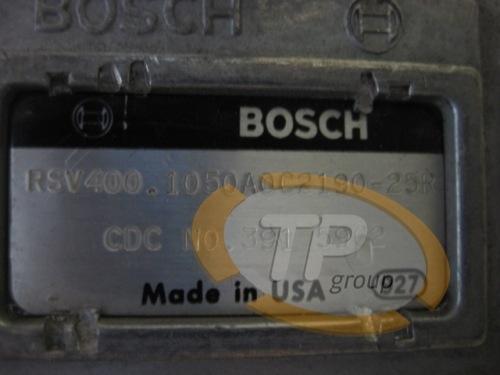 BOSCH
BOSCH
RSV400.1050A0C2190-25R
CDC NO.
Made in USA
927
TP
group